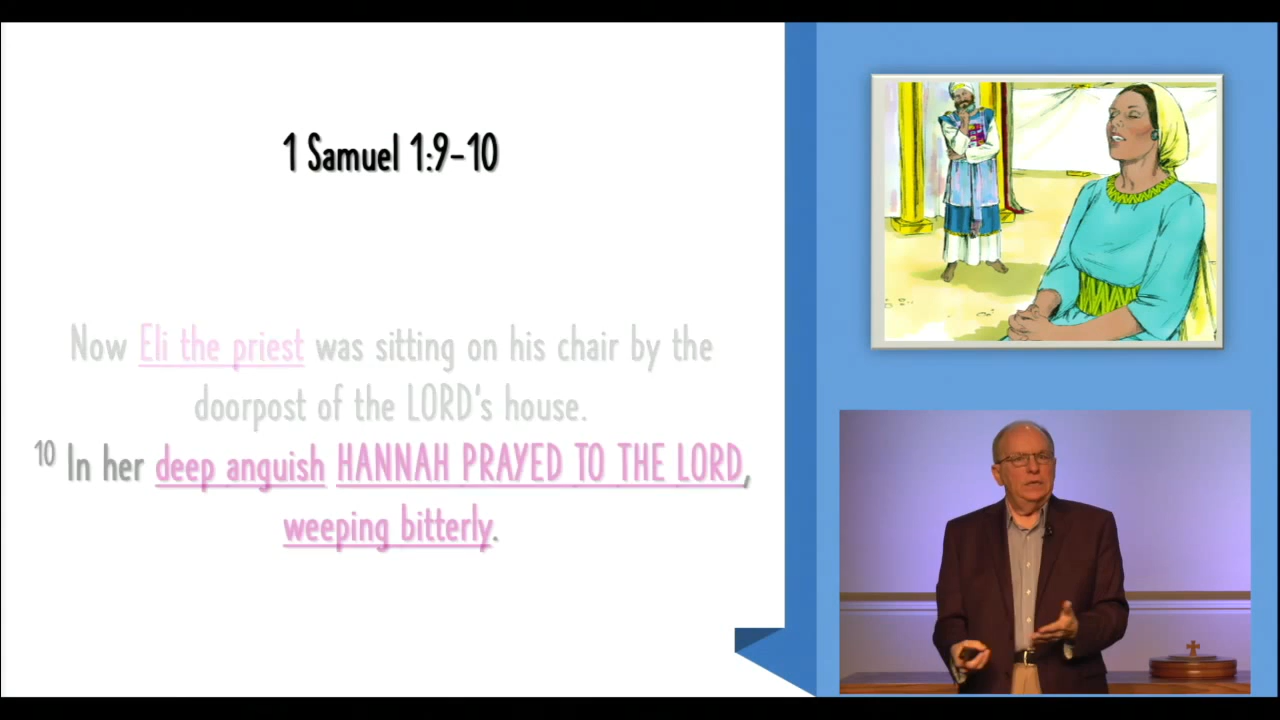 1 Samuel 1:9-10
Now Eli the priest was sitting on his chair by the
doorpost of the LORD's house.
10 In her deep anguish HANNAH PRAYED TO THE LORD,
weeping bitterly.